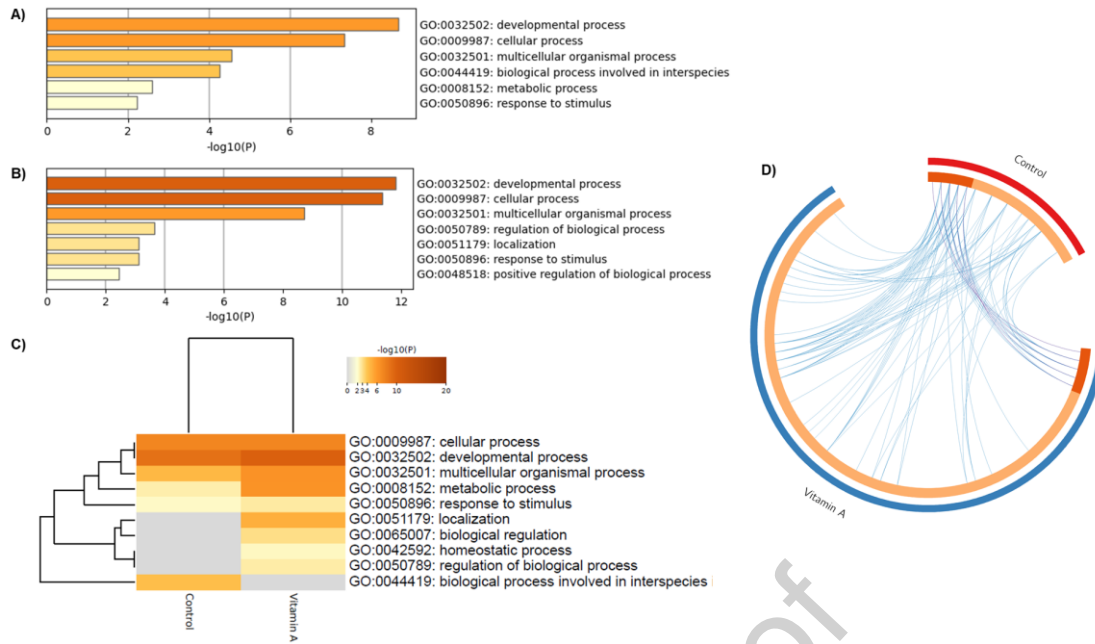 A)
GO:0032502: developmental process
GO:0009987: cellular process
GO:0032501: multicellular organismal process
GO:0044419: biological process involved in interspecies
GO:0008152: metabolic process
GO:0050896: response to stimulus
0 2 4 6 8
-log10(P)
B)
GO:0032502: developmental process
GO:0009987: cellular process
GO:0032501: multicellular organismal process
GO:0050789: regulation of biological process
GO:0051179: localization
GO:0050896: response to stimulus
GO:0048518: positive regulation of biological process
0 2 4 6 8 10 12
-log10(P)
C)
-log10(P)
0 2 3 4 6 10 20
GO:0009987: cellular process
GO:0032502: developmental process
GO:0032501: multicellular organismal process
GO:0008152: metabolic process
GO:0050896: response to stimulus
GO:0051179: localization
GO:0065007: biological regulation
GO:0042592: homeostatic process
GO:0050789: regulation of biological process
GO:0044419: biological process involved in interspecies
Control
Vitamin A
D)
Control
Vitamin A
of